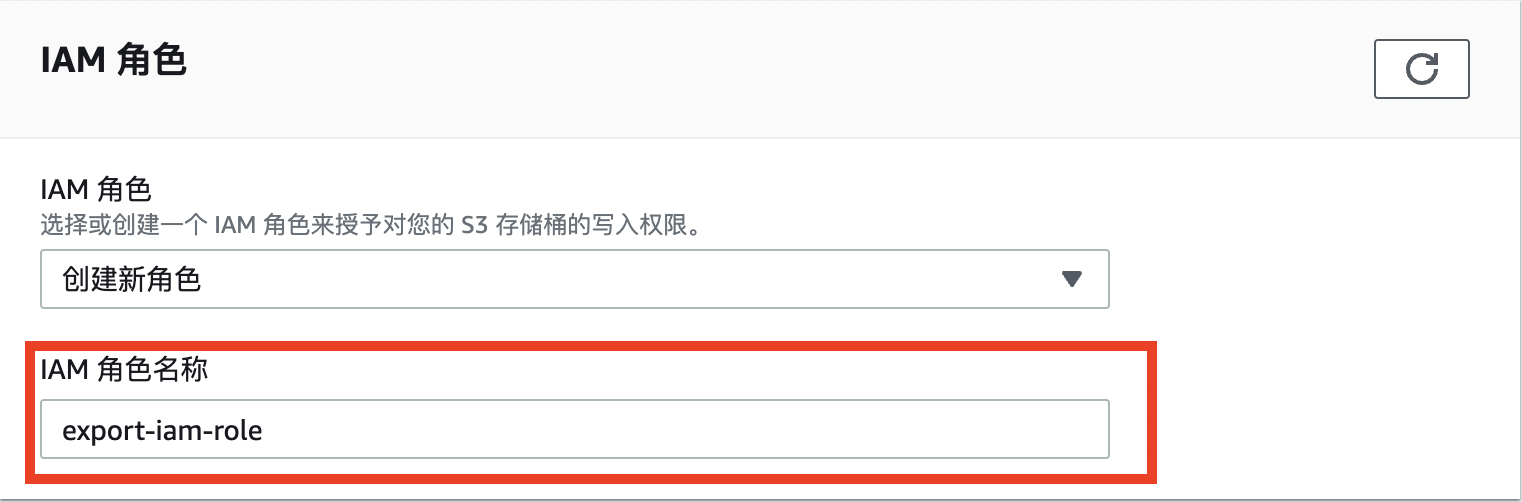 IAM 角色
IAM 角色
选择或创建一个 IAM 角色来授予对您的 S3 存储桶的写入权限。
创建新角色
IAM 角色名称
export-iam-role